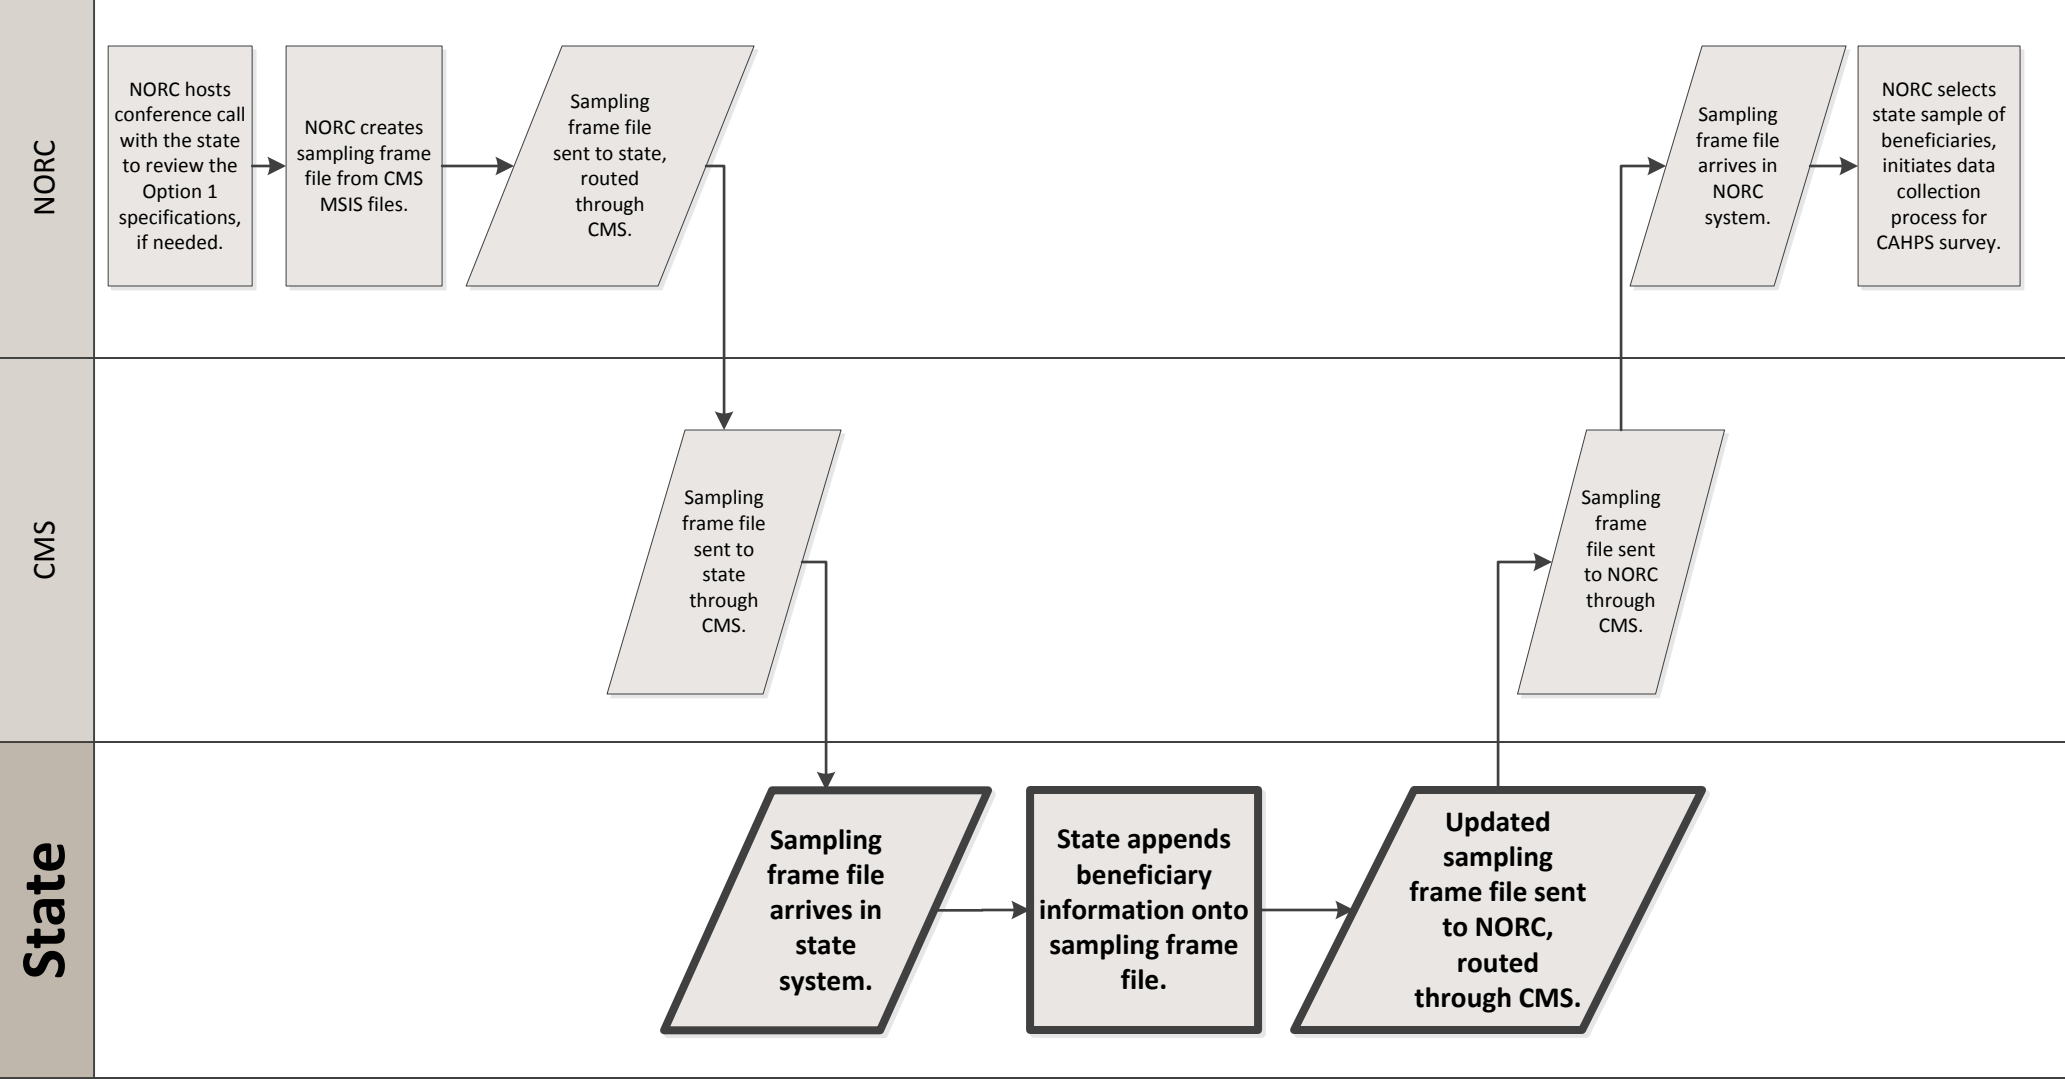 NORC
NORC hosts
conference call
with the state
to review the
Option 1
specifications,
if needed.
NORC creates
sampling frame
file from CMS
MSIS files.
Sampling
frame file
sent to state,
routed
through
CMS.
Sampling
frame file
arrives in
NORC
system.
NORC selects
state sample of
beneficiaries,
initiates data
collection
process for
CAHPS survey.
CMS
Sampling
frame file
sent to
state
through
CMS.
Sampling
frame
file sent
to NORC
through
CMS.
State
Sampling
frame file
arrives in
state
system.
State appends
beneficiary
information onto
sampling frame
file.
Updated
sampling
frame file sent
to NORC,
routed
through CMS.